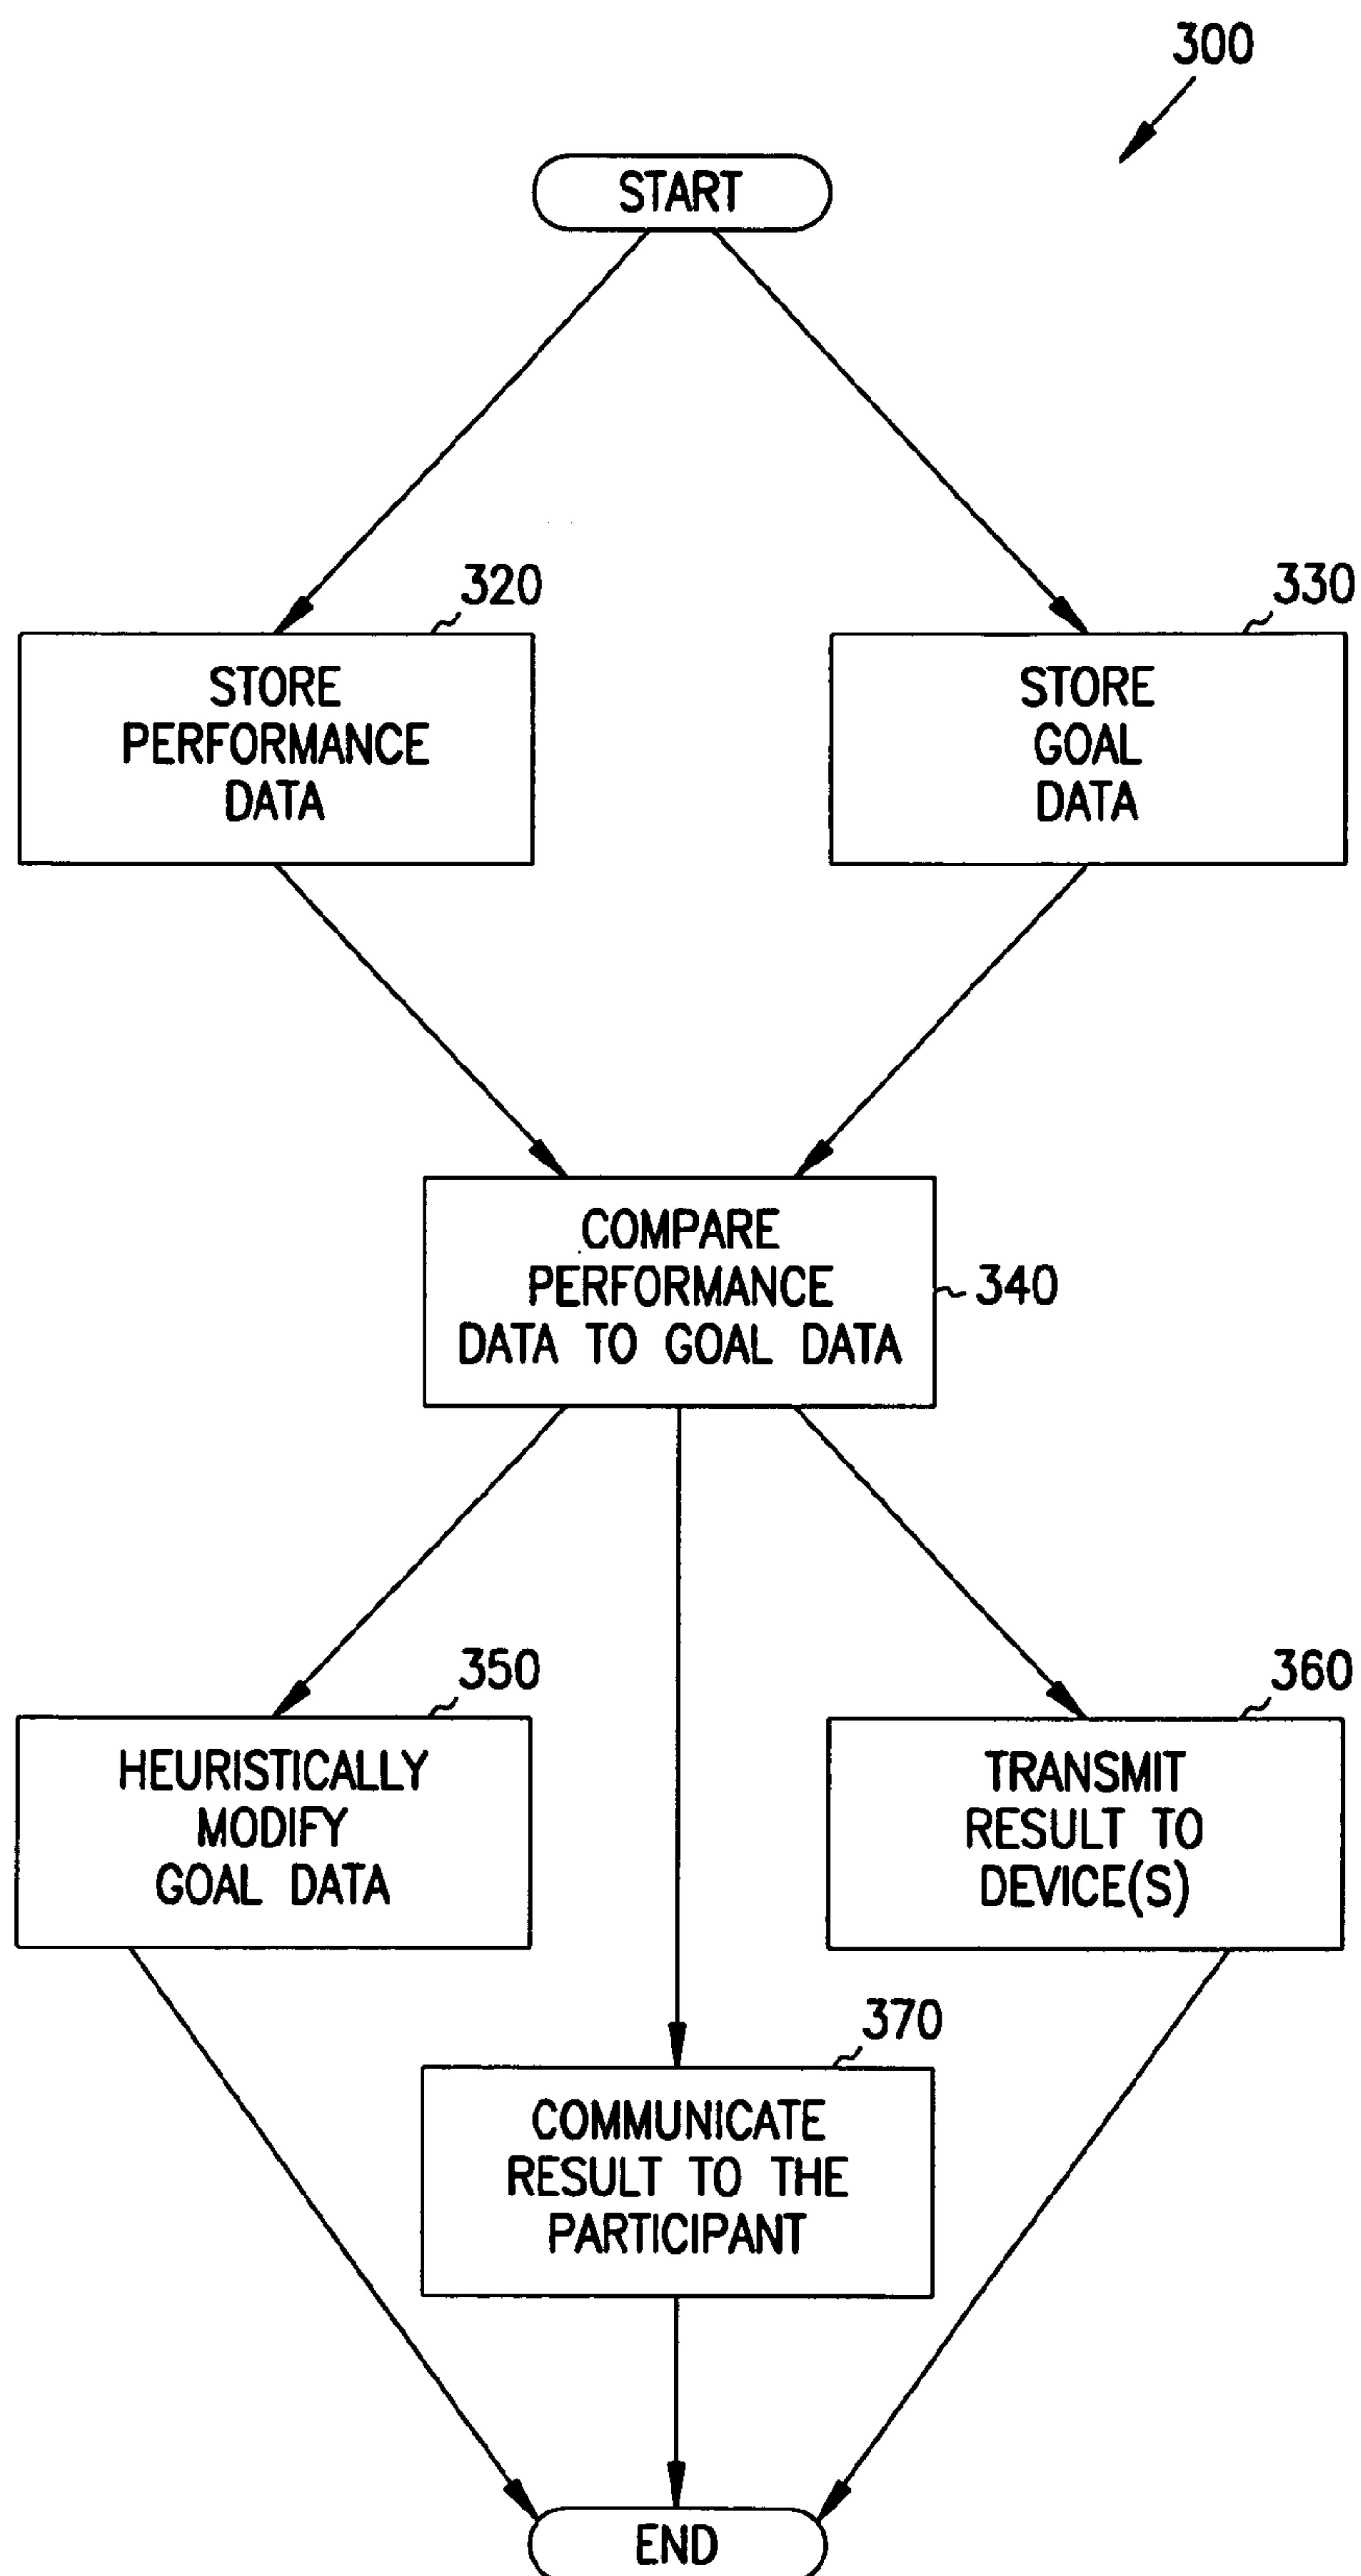 300
START
320
330
STORE
PERFORMANCE
DATA
STORE
GOAL
DATA
COMPARE
PERFORMANCE
DATA TO GOAL DATA
340
350
360
HEURISTICALLY
MODIFY
GOAL DATA
TRANSMIT
RESULT TO
DEVICE(S)
370
COMMUNICATE
RESULT TO THE
PARTICIPANT
END